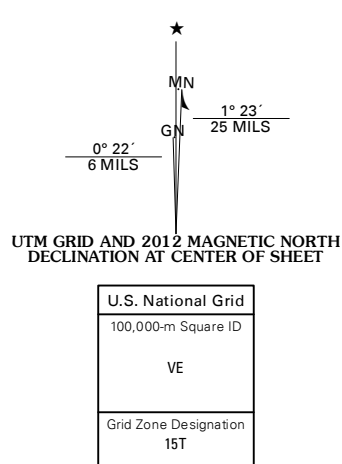 ★
MN
1° 23´
25 MILS
GN
0° 22´
6 MILS
UTM GRID AND 2012 MAGNETIC NORTH
DECLINATION AT CENTER OF SHEET
U.S. National Grid
100,000-m Square ID
VE
Grid Zone Designation
15T